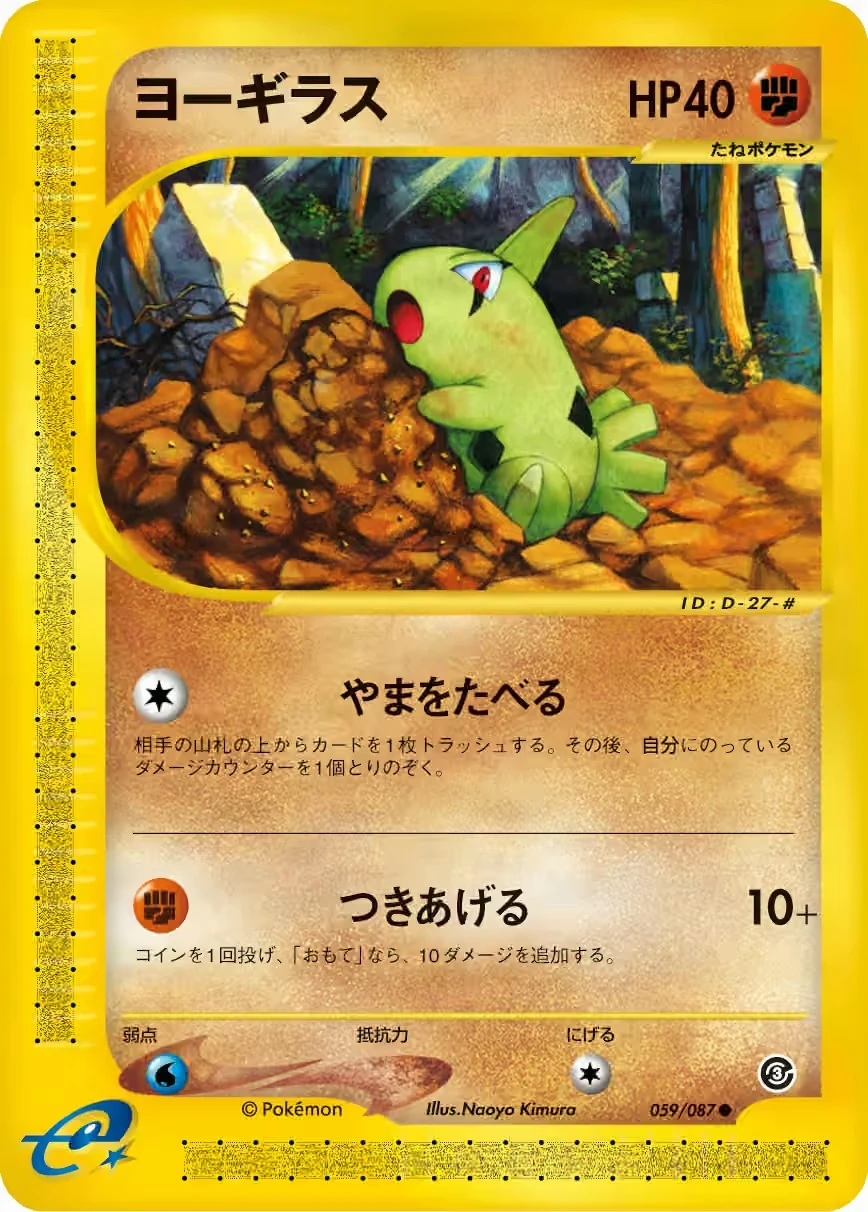 ヨーギラス
HP40
たねポケモン
ID:D-27-#
やまをたべる
相手の山札の上からカードを1枚トラッシュする。その後、自分にのっている
ダメージカウンターを1個とりのぞく。
つきあげる
10+
コインを1回投げ、「おもて」なら、10ダメージを追加する。
弱点
抵抗力
にげる
3
© Pokémon
Illus.Naoyo Kimura
059/087●
e